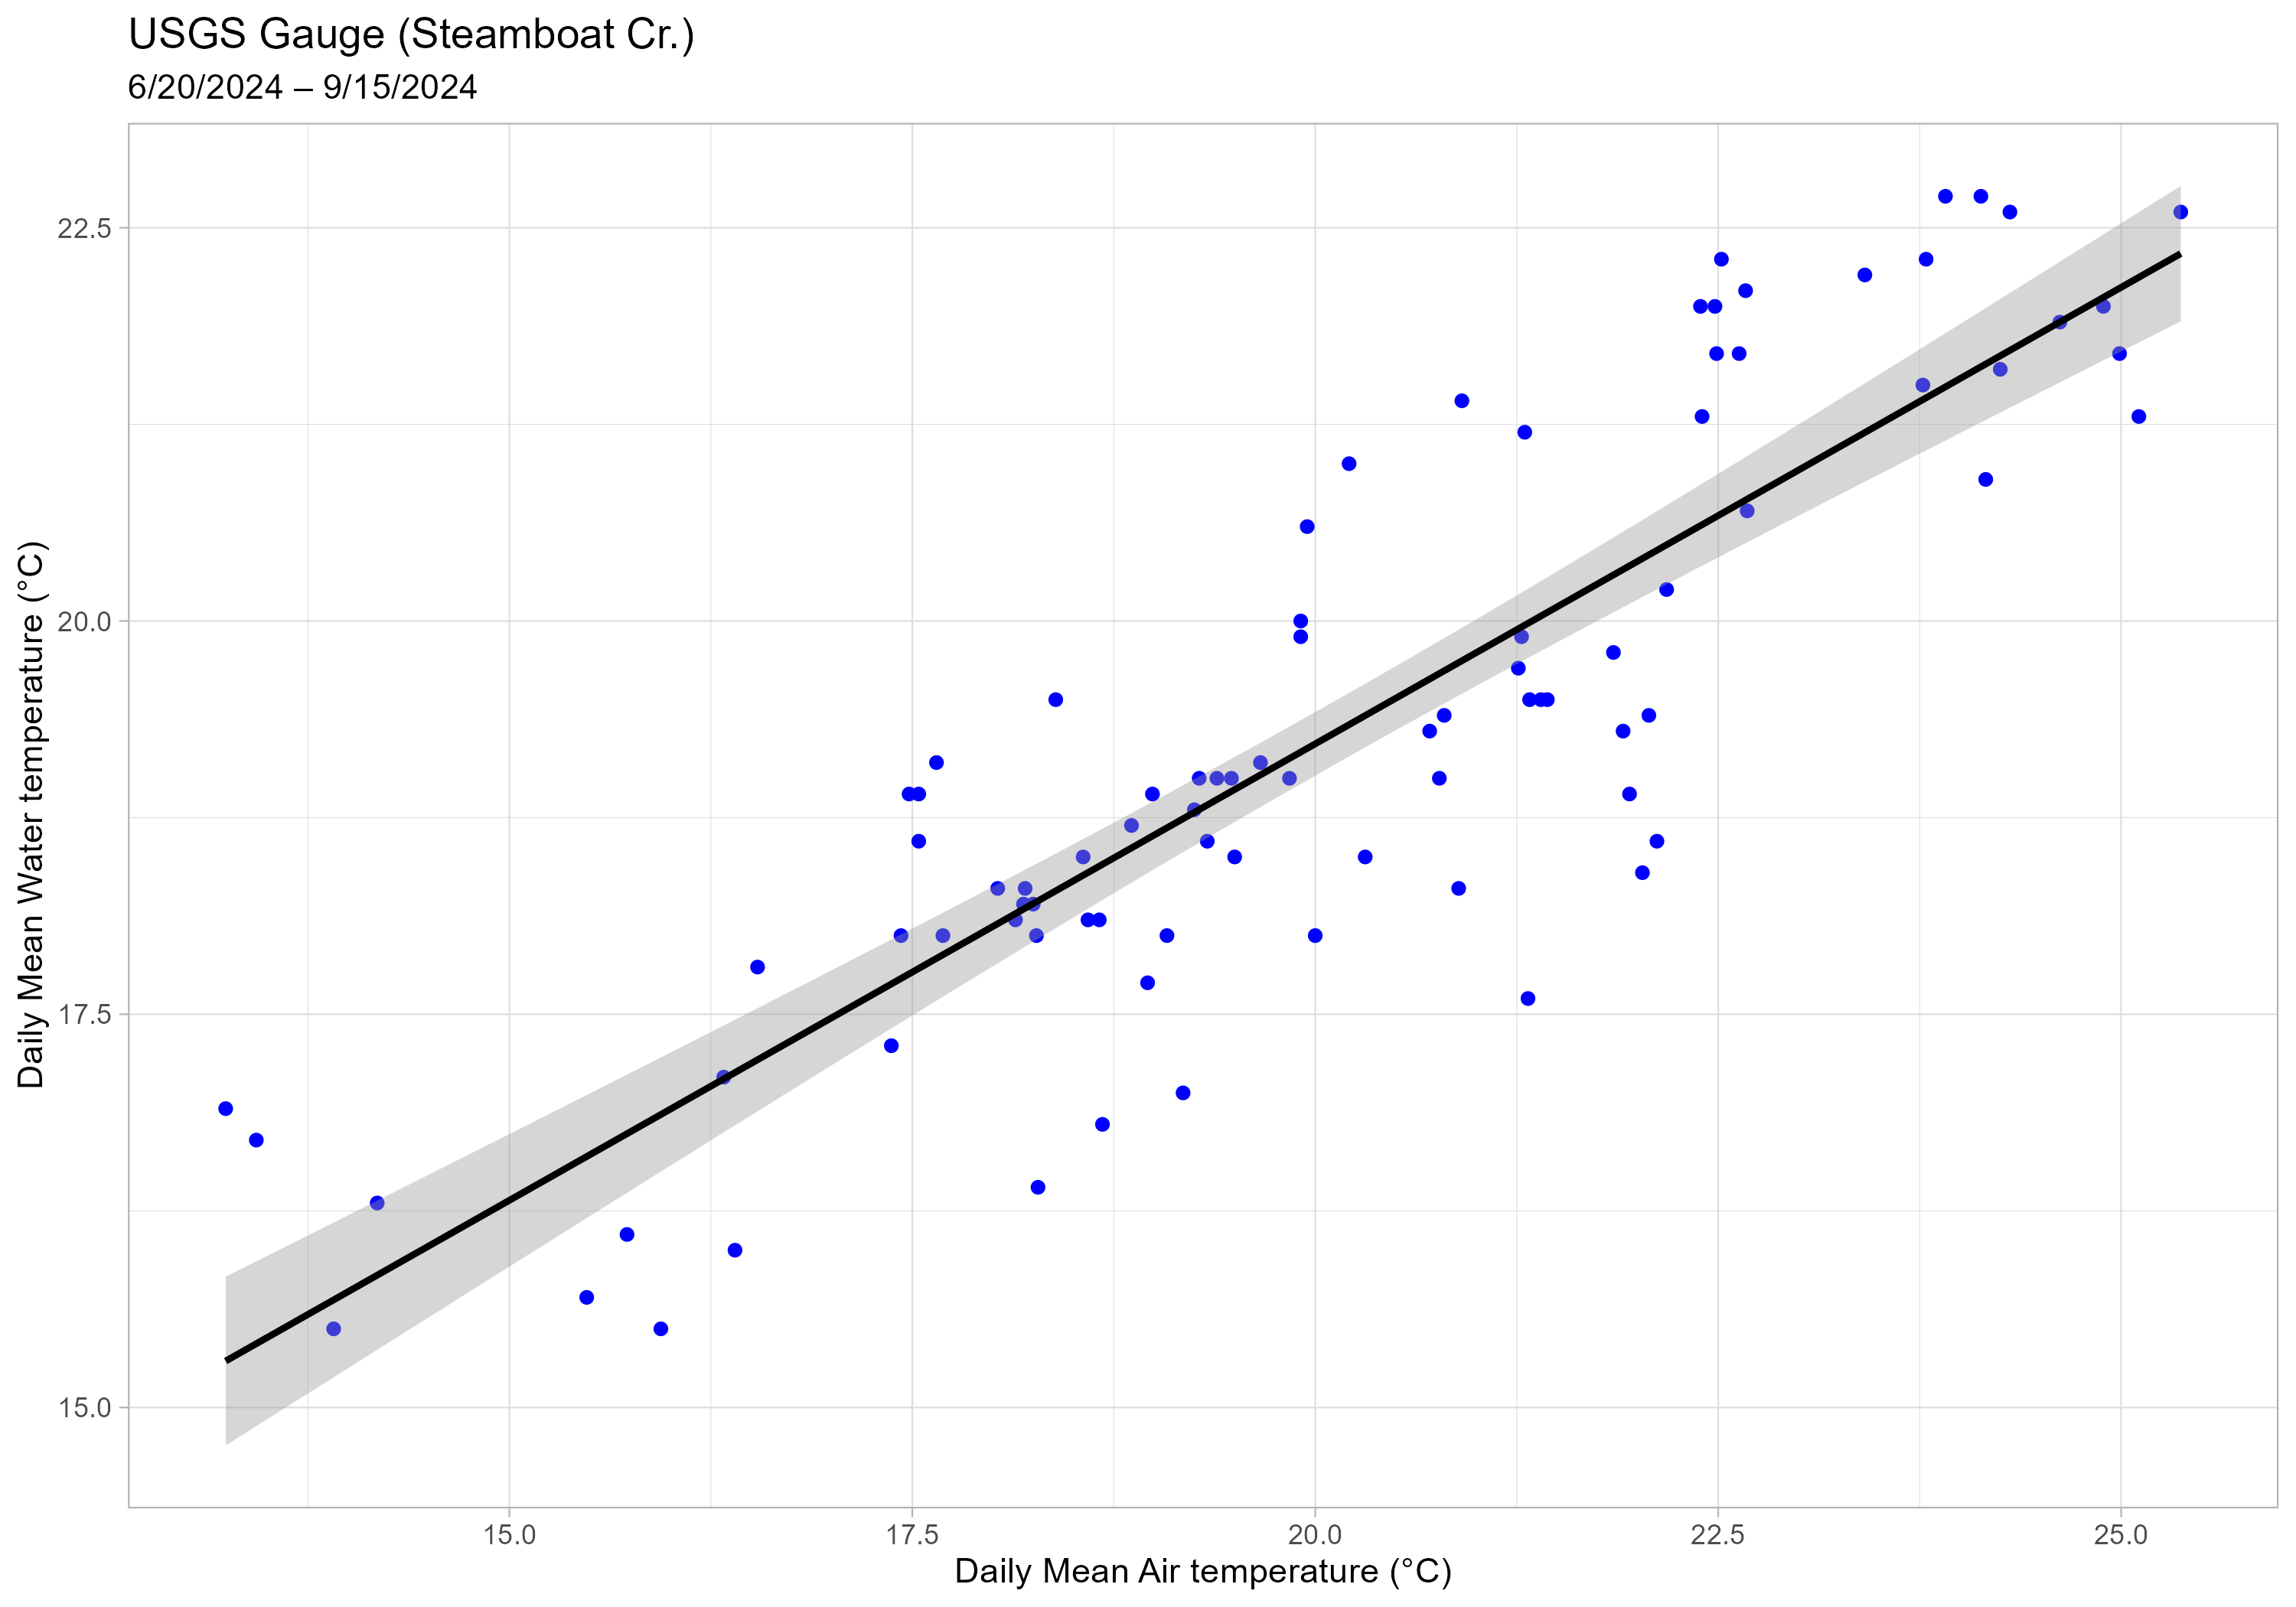 USGS Gauge (Steamboat Cr.)
6/20/2024 – 9/15/2024
Daily Mean Water temperature (°C)
22.5
20.0
17.5
15.0
15.0 17.5 20.0 22.5 25.0
Daily Mean Air temperature (°C)